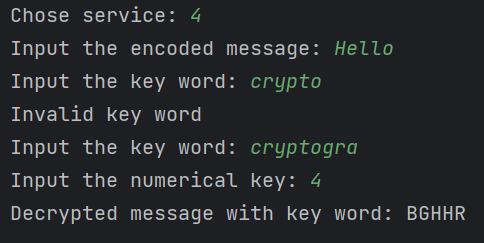 Chose service: 4
Input the encoded message: Hello
Input the key word: crypto
Invalid key word
Input the key word: cryptogra
Input the numerical key: 4
Decrypted message with key word: BGHHR